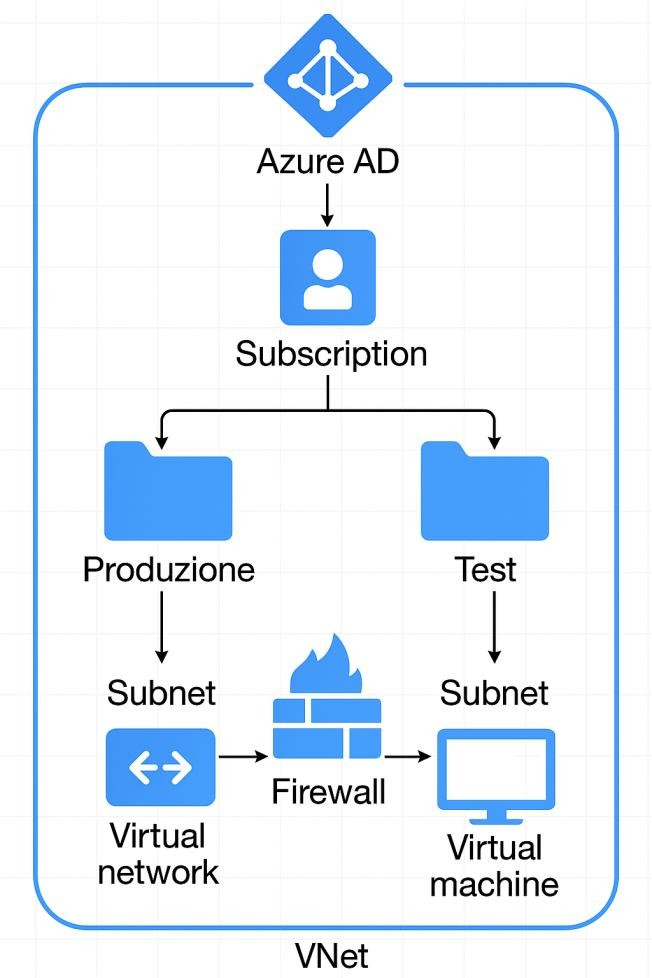 Azure AD
Subscription
Produzione
Test
Subnet
Subnet
Firewall
Virtual
network
Virtual
machine
VNet